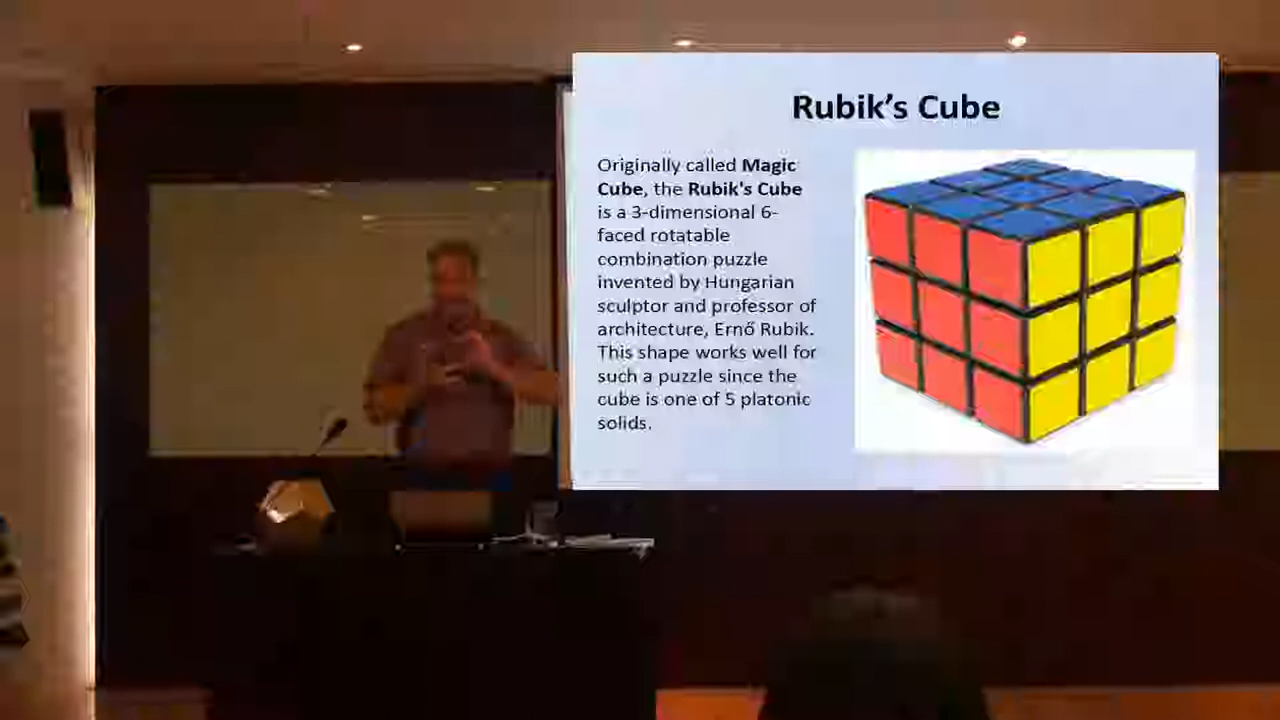 Rubik’s Cube
Originally called Magic
Cube, the Rubik's Cube
is a 3-dimensional 6-
faced rotatable
combination puzzle
invented by Hungarian
sculptor and professor of
architecture, Ernő Rubik.
This shape works well for
such a puzzle since the
cube is one of 5 platonic
solids.